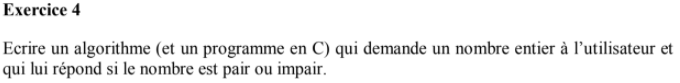 Exercice 4
Ecrire un algorithme (et un programme en C) qui demande un nombre entier à l’utilisateur et
qui lui répond si le nombre est pair ou impair.